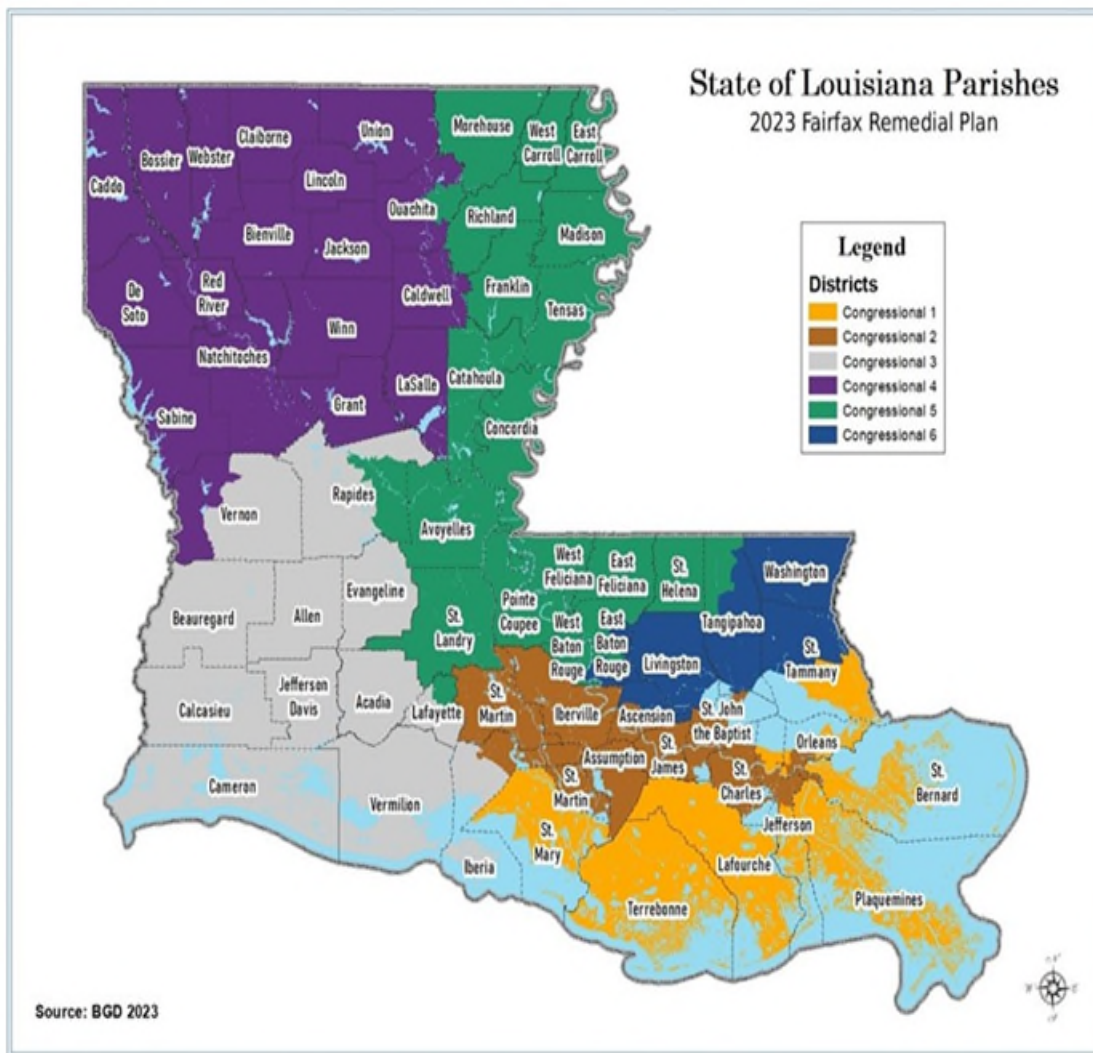 State of Louisiana Parishes
2023 Fairfax Remedial Plan
Legend
Districts
Congressional 1
Congressional 2
Congressional 3
Congressional 4
Congressional 5
Congressional 6
Caddo
Bossier
Webster
Claiborne
Union
Lincoln
Morehouse
West
Carroll
East
Carroll
Ouachita
Richland
Madison
Bienville
Jackson
De
Soto
Red
River
Caldwell
Franklin
Tensas
Winn
Natchitoches
LaSalle
Catahoula
Grant
Sabine
Concordia
Rapides
Vernon
Avoyelles
Evangeline
Beauregard
Allen
St.
Landry
Pointe
Coupee
West
Feliciana
East
Feliciana
St.
Helena
Washington
Tangipahoa
West
Baton
Rouge
East
Baton
Rouge
Livingston
St.
Tammany
Calcasieu
Jefferson
Davis
Acadia
Lafayette
St.
Martin
Iberville
Ascension
St. John
the Baptist
Orleans
Assumption
St.
James
St.
Charles
St.
Bernard
Cameron
Vermilion
St.
Martin
St.
Mary
Iberia
Jefferson
Lafourche
Terrebonne
Plaquemines
Source: BGD 2023